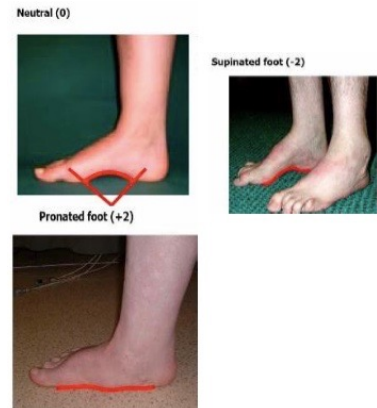 Neutral (0)
Supinated foot (-2)
Pronated foot (+2)